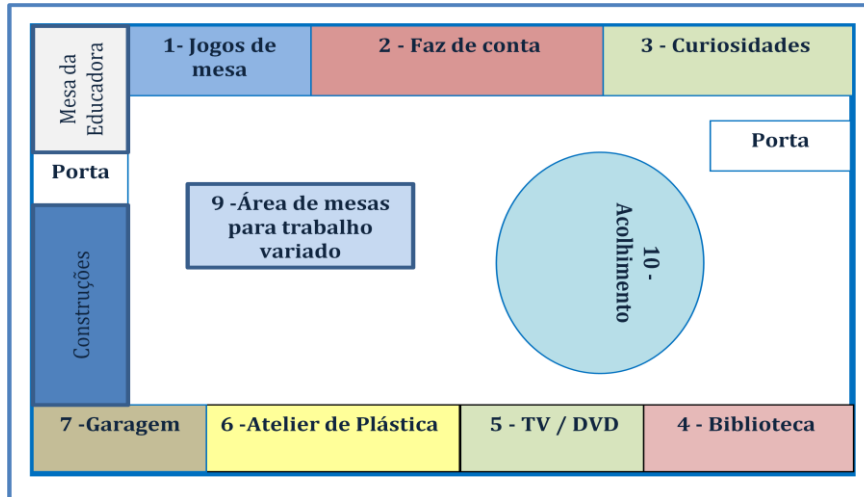 Mesa da
Educadora
1- Jogos de
mesa
2 - Faz de conta
3 - Curiosidades
Porta
Porta
9 -Área de mesas
para trabalho
variado
10 -
Acolhimento
Construções
7 -Garagem
6 -Atelier de Plástica
5 - TV / DVD
4 - Biblioteca